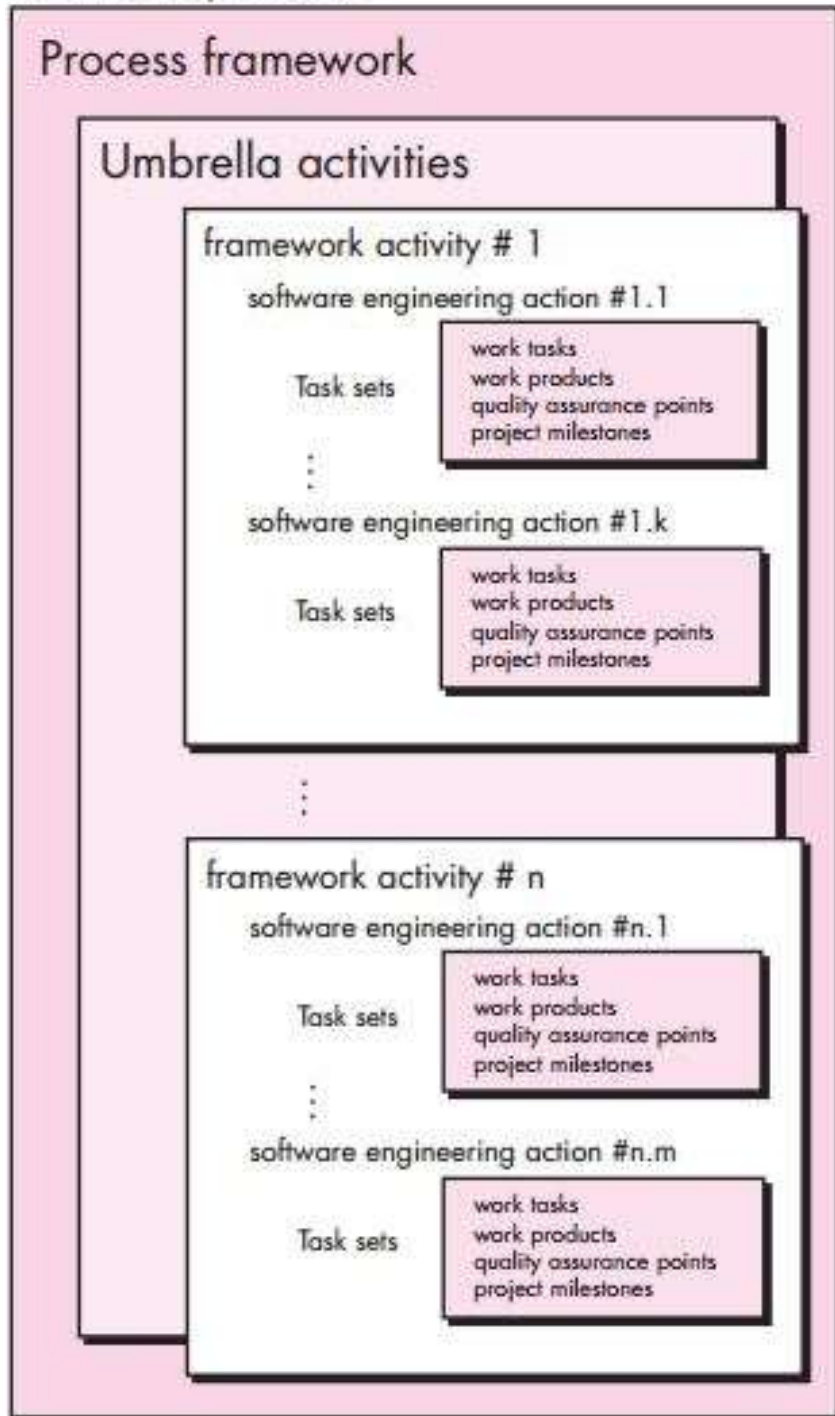 Process framework
Umbrella activities
framework activity # 1
software engineering action #1.1
Task sets
work tasks
work products
quality assurance points
project milestones
software engineering action #1.k
Task sets
work tasks
work products
quality assurance points
project milestones
framework activity # n
software engineering action #n.1
Task sets
work tasks
work products
quality assurance points
project milestones
software engineering action #n.m
Task sets
work tasks
work products
quality assurance points
project milestones